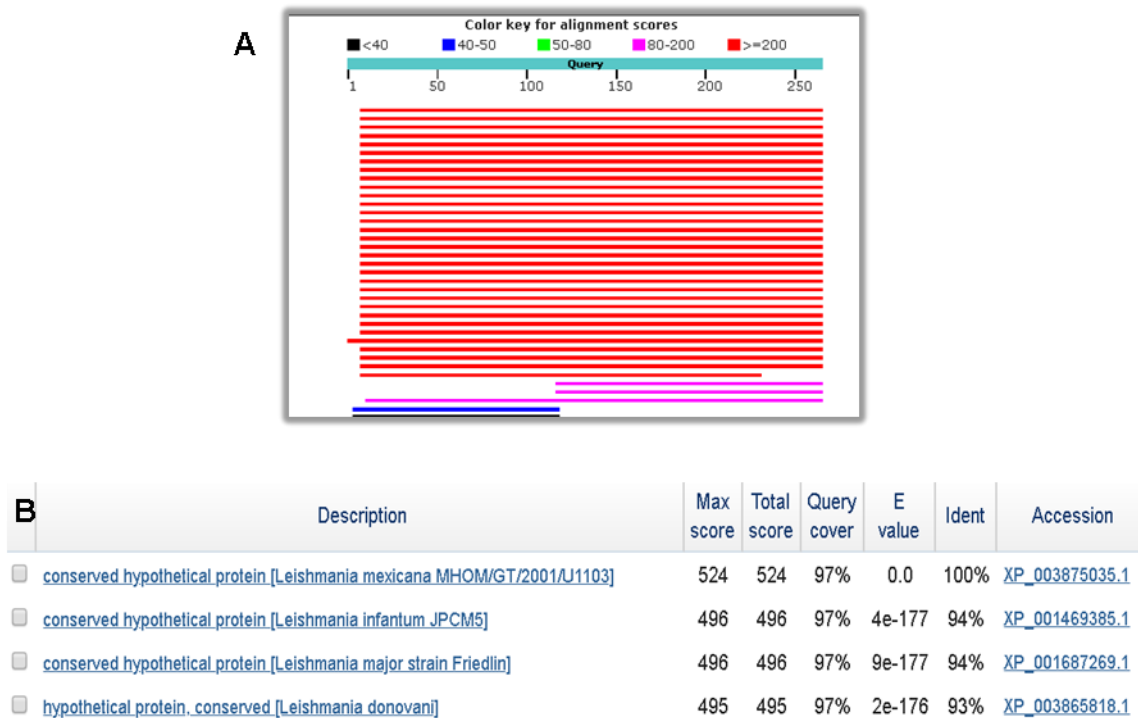 A
Color key for alignment scores
<40 40-50 50-80 80-200 >=200
Query
1 50 100 150 200 250
B Description Max score Total score Query cover E value Ident Accession
conserved hypothetical protein [Leishmania mexicana MHOM/GT/2001/U1103] 524 524 97% 0.0 100% XP_003875035.1
conserved hypothetical protein [Leishmania infantum JPCM5] 496 496 97% 4e-177 94% XP_001469385.1
conserved hypothetical protein [Leishmania major strain Friedlin] 496 496 97% 9e-177 94% XP_001687269.1
hypothetical protein, conserved [Leishmania donovani] 495 495 97% 2e-176 93% XP_003865818.1